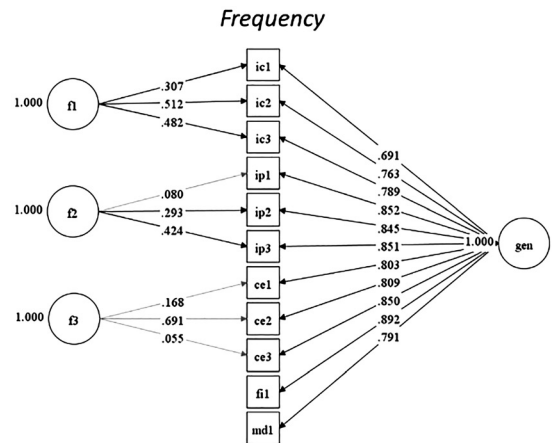 Frequency
ic1
.307
1.000
f1
.512
ic2
.482
ic3
.691
.763
.789
ip1
.080
.852
1.000
f2
.293
ip2
.845
.424
ip3
.851
1.000
gen
ce1
.803
.168
.809
1.000
f3
.691
ce2
.850
.055
ce3
.892
.791
fi1
md1